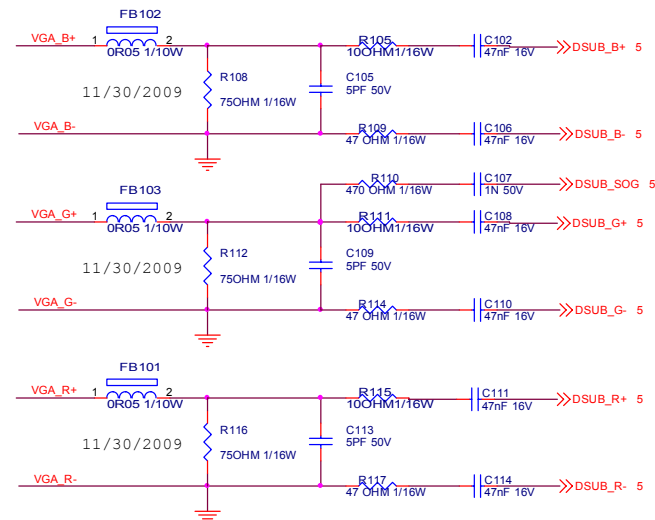 FB102
VGA_B+ 1 2 R105 C102 DSUB_B+ 5
0R05 1/10W 10OHM1/16W 47nF 16V
R108 C105
11/30/2009 75OHM 1/16W 5PF 50V
VGA_B- R109 C106 DSUB_B- 5
47 OHM 1/16W 47nF 16V
R110 C107 DSUB_SOG 5
470 OHM 1/16W 1N 50V
FB103
VGA_G+ 1 2 R111 C108 DSUB_G+ 5
0R05 1/10W 10OHM1/16W 47nF 16V
R112 C109
11/30/2009 75OHM 1/16W 5PF 50V
VGA_G- R114 C110 DSUB_G- 5
47 OHM 1/16W 47nF 16V
FB101
VGA_R+ 1 2 R115 C111 DSUB_R+ 5
0R05 1/10W 10OHM1/16W 47nF 16V
R116 C113
11/30/2009 75OHM 1/16W 5PF 50V
VGA_R- R117 C114 DSUB_R- 5
47 OHM 1/16W 47nF 16V